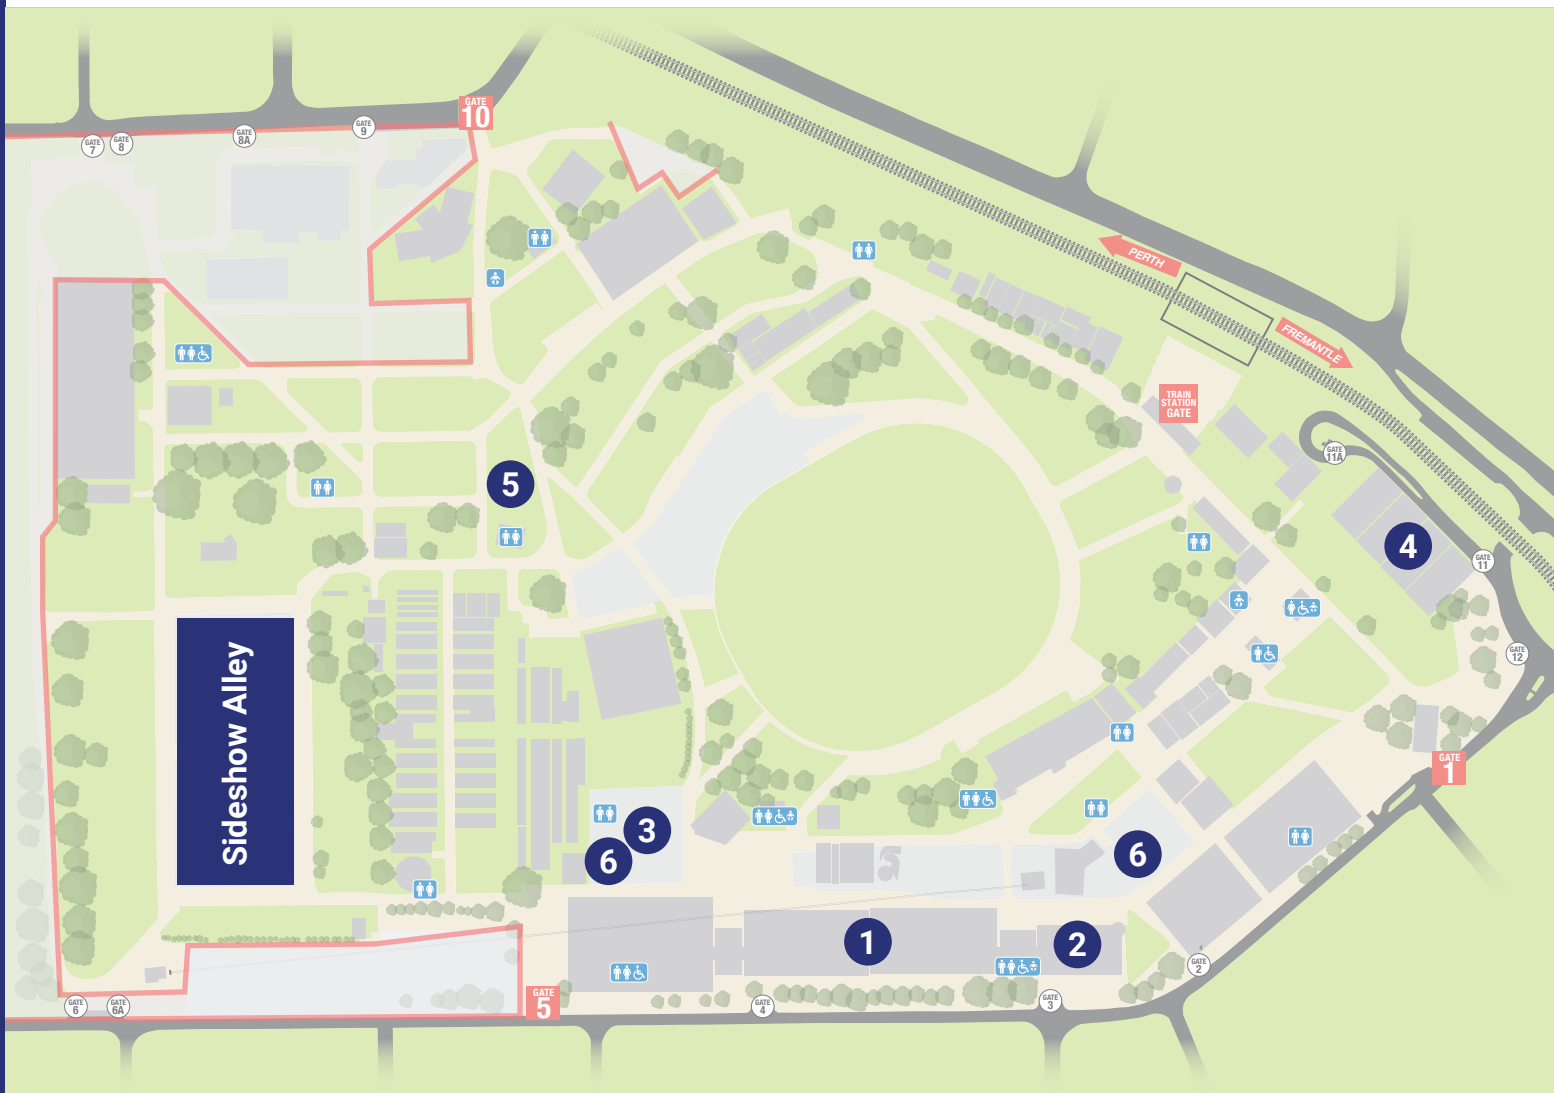 GATE
10
GATE
9
GATE
8A
GATE
8
GATE
7
PERTH
FREMANTLE
TRAIN
STATION
GATE
GATE
11A
5
4
GATE
11
Sideshow Alley
GATE
12
GATE
1
3
6
6
1
2
GATE
2
GATE
5
GATE
3
GATE
4
GATE
6
GATE
6A